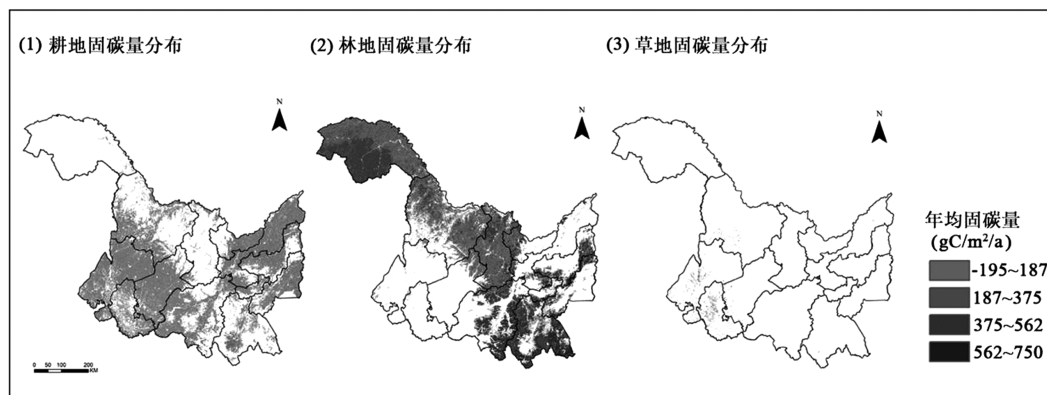 (1) 耕地固碳量分布
(2) 林地固碳量分布
(3) 草地固碳量分布
N
N
N
年均固碳量
(gC/m²/a)
-195~187
187~375
375~562
562~750
0 50 100 200
KM